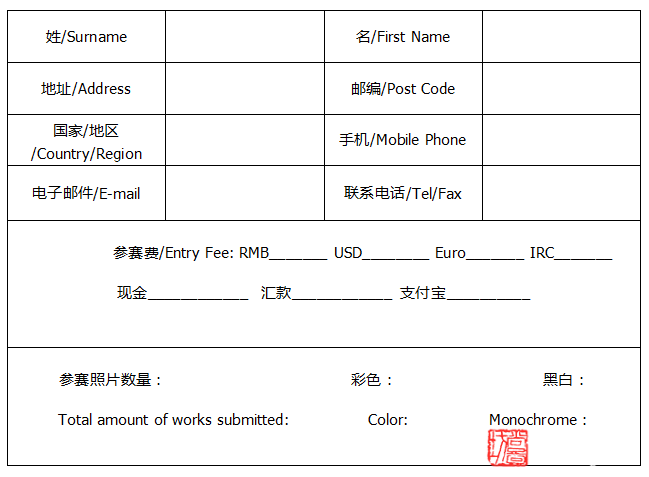 姓/Surname
名/First Name
地址/Address
邮编/Post Code
国家/地区
/Country/Region
手机/Mobile Phone
电子邮件/E-mail
联系电话/Tel/Fax
参赛费/Entry Fee: RMB_______ USD________ Euro_______ IRC_______
现金____________ 汇款____________ 支付宝__________
参赛照片数量： 彩色： 黑白：
Total amount of works submitted: Color: Monochrome：